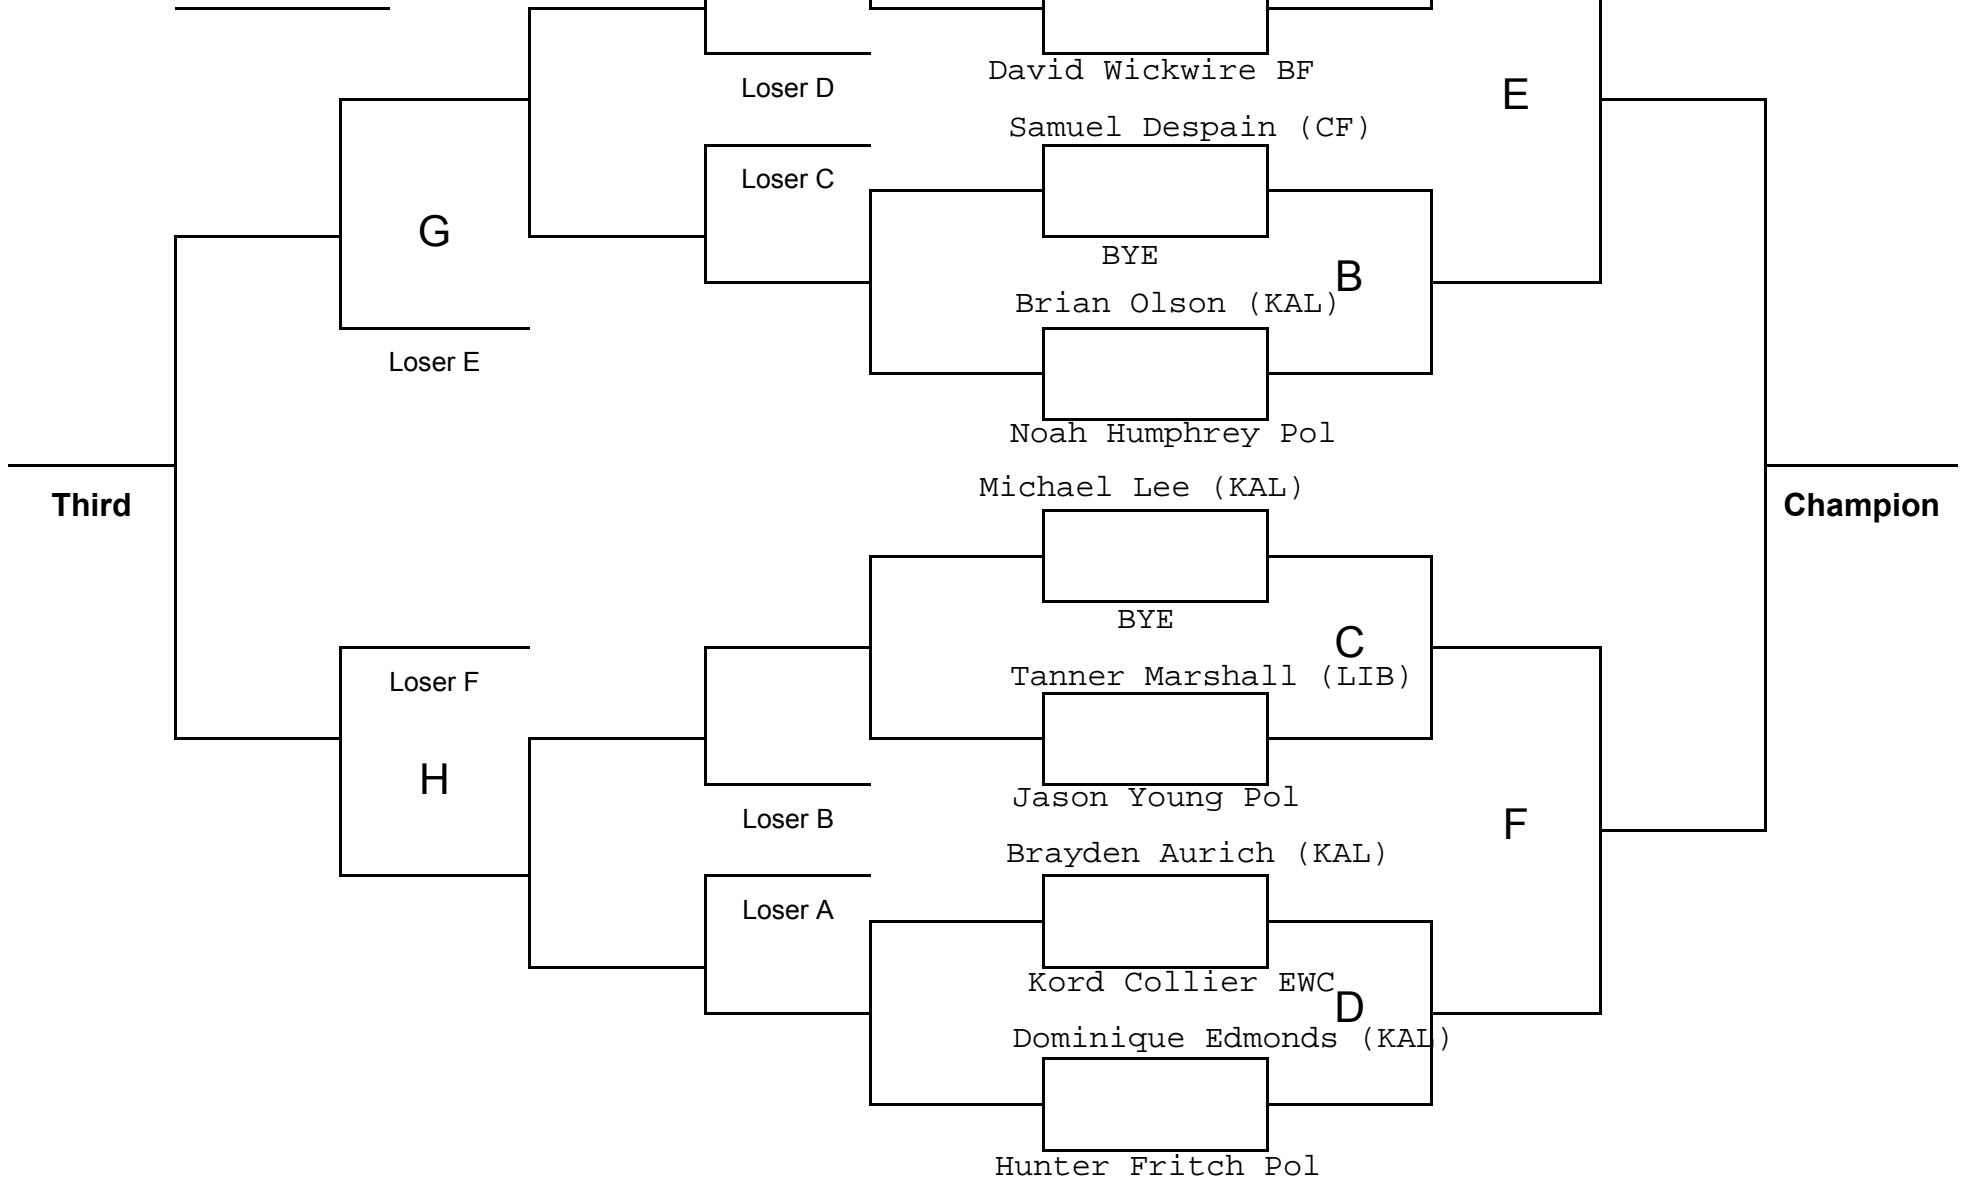 David Wickwire BF
Loser D
E
Samuel Despain (CF)
Loser C
G
BYE
B
Brian Olson (KAL)
Loser E
Noah Humphrey Pol
Michael Lee (KAL)
Third
Champion
BYE
C
Tanner Marshall (LIB)
Loser F
H
Jason Young Pol
Loser B
F
Brayden Aurich (KAL)
Loser A
Kord Collier EWC
D
Dominique Edmonds (KAL)
Hunter Fritch Pol